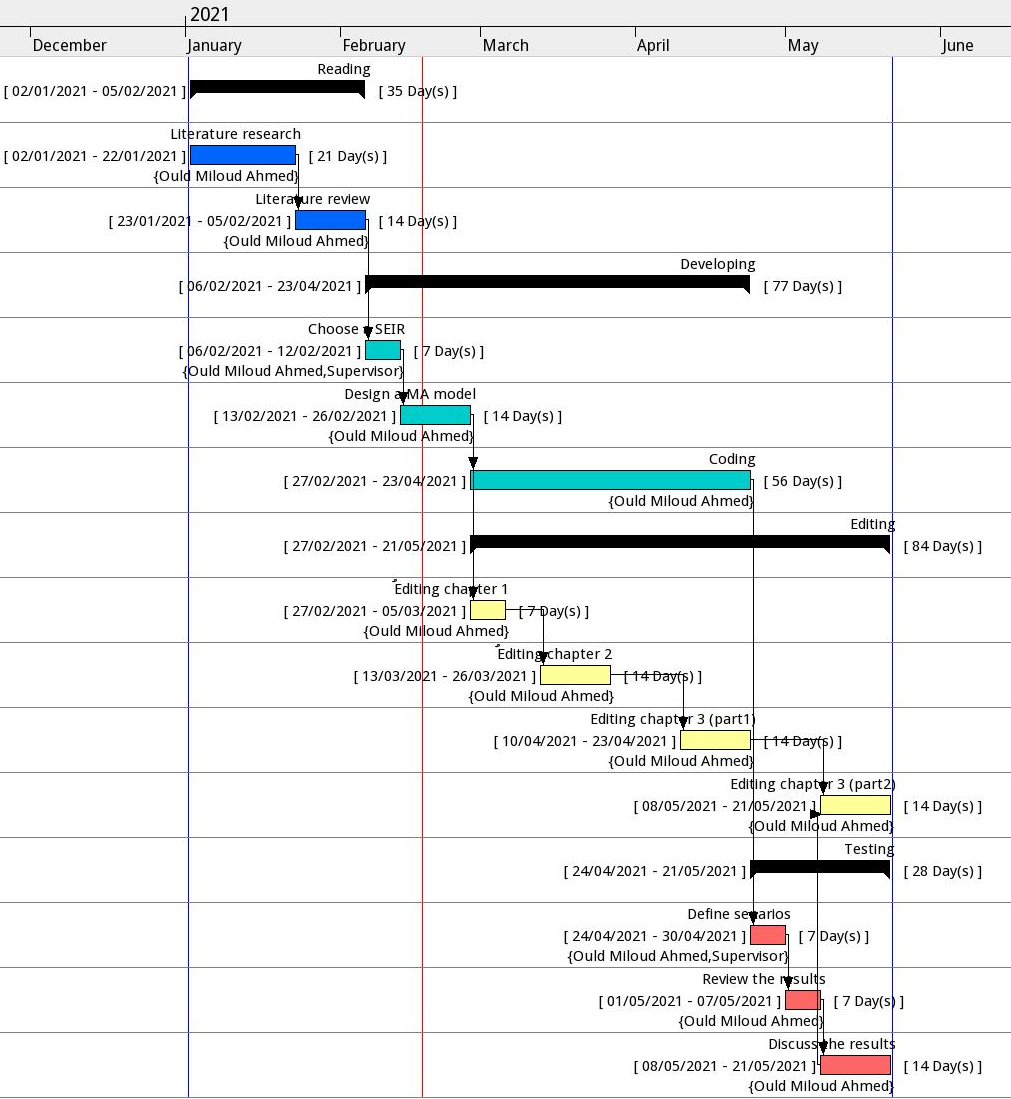 2021
December January February March April May June
Reading
[ 02/01/2021 - 05/02/2021 ] [ 35 Day(s) ]
Literature research
[ 02/01/2021 - 22/01/2021 ] [ 21 Day(s) ]
{Ould Miloud Ahmed}
Literature review
[ 23/01/2021 - 05/02/2021 ] [ 14 Day(s) ]
{Ould Miloud Ahmed}
Developing
[ 06/02/2021 - 23/04/2021 ] [ 77 Day(s) ]
Choose a SEIR
[ 06/02/2021 - 12/02/2021 ] [ 7 Day(s) ]
{Ould Miloud Ahmed,Supervisor}
Design a MA model
[ 13/02/2021 - 26/02/2021 ] [ 14 Day(s) ]
{Ould Miloud Ahmed}
Coding
[ 27/02/2021 - 23/04/2021 ] [ 56 Day(s) ]
{Ould Miloud Ahmed}
Editing
[ 27/02/2021 - 21/05/2021 ] [ 84 Day(s) ]
Editing chapter 1
[ 27/02/2021 - 05/03/2021 ] [ 7 Day(s) ]
{Ould Miloud Ahmed}
Editing chapter 2
[ 13/03/2021 - 26/03/2021 ] [ 14 Day(s) ]
{Ould Miloud Ahmed}
Editing chapter 3 (part1)
[ 10/04/2021 - 23/04/2021 ] [ 14 Day(s) ]
{Ould Miloud Ahmed}
Editing chapter 3 (part2)
[ 08/05/2021 - 21/05/2021 ] [ 14 Day(s) ]
{Ould Miloud Ahmed}
Testing
[ 24/04/2021 - 21/05/2021 ] [ 28 Day(s) ]
Define senarios
[ 24/04/2021 - 30/04/2021 ] [ 7 Day(s) ]
{Ould Miloud Ahmed,Supervisor}
Review the results
[ 01/05/2021 - 07/05/2021 ] [ 7 Day(s) ]
{Ould Miloud Ahmed}
Discuss the results
[ 08/05/2021 - 21/05/2021 ] [ 14 Day(s) ]
{Ould Miloud Ahmed}